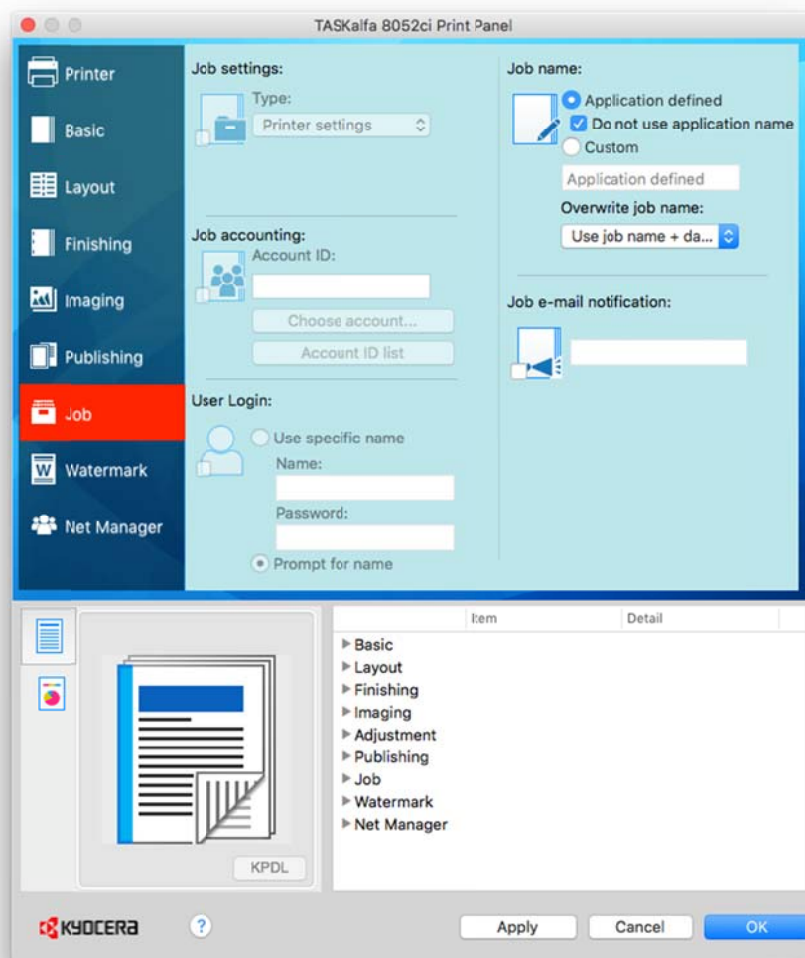 TASKalfa 8052ci Print Panel
Printer
Basic
Layout
Finishing
Imaging
Publishing
Job
Watermark
Net Manager
Job settings:
Type:
Printer settings
Job accounting:
Account ID:
Choose account...
Account ID list
User Login:
Use specific name
Name:
Password:
Prompt for name
Job name:
Application defined
Do not use application name
Custom
Application defined
Overwrite job name:
Use job name + da...
Job e-mail notification:
KPDL
Item Detail
Basic
Layout
Finishing
Imaging
Adjustment
Publishing
Job
Watermark
Net Manager
KYOCERA
?
Apply Cancel OK